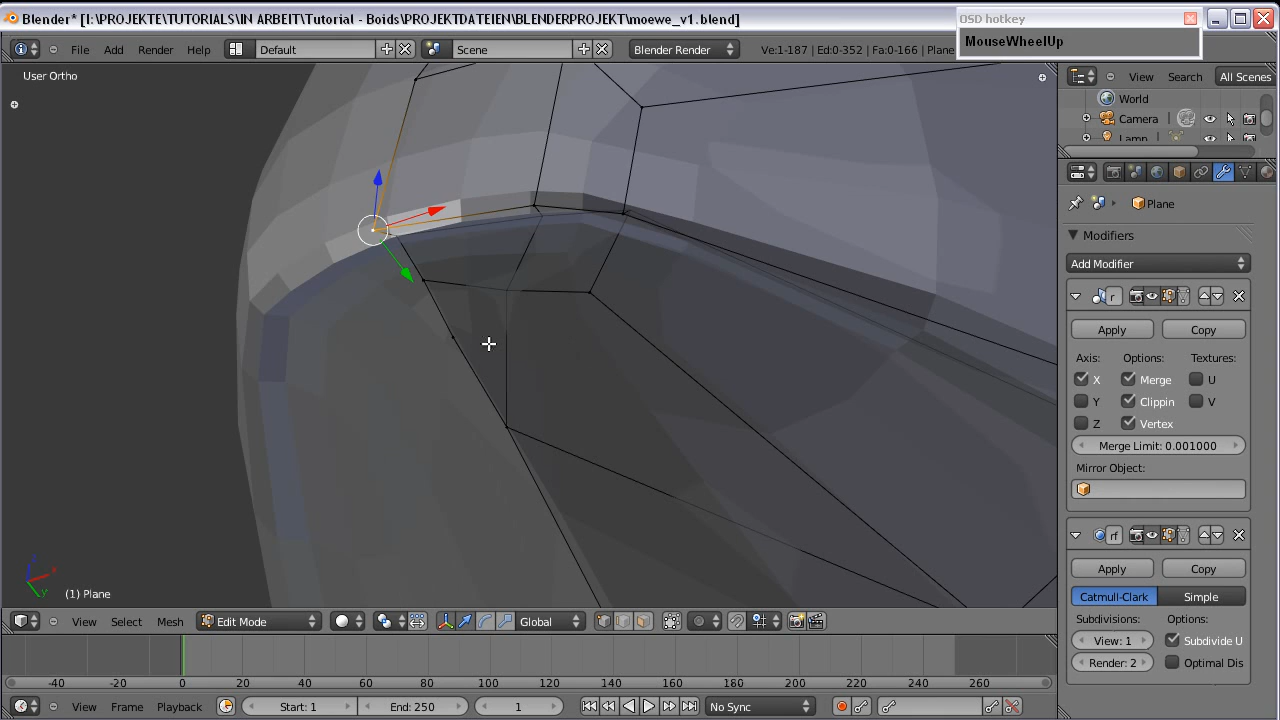 Blender* [I:\PROJEKTE\TUTORIALS\IN ARBEIT\Tutorial - Boids\PROJEKTDATEIEN\BLENDERPROJEKT\moewe_v1.blend]
OSD hotkey
MouseWheelUp
File Add Render Help Default Scene Blender Render Ve:1-187 | Ed:0-352 | Fa:0-166 | Plane
User Ortho
View Search All Scenes
World
Camera
Lamp
Plane
Modifiers
Add Modifier
r
Apply Copy
Axis: Options: Textures:
X Merge U
Y Clippin V
Z Vertex
Merge Limit: 0.001000
Mirror Object:
rf
Apply Copy
Catmull-Clark Simple
Subdivisions: Options:
View: 1 Subdivide U
Render: 2 Optimal Dis
z
x
Y
(1) Plane
View Select Mesh Edit Mode Global
-40 -20 0 20 40 60 80 100 120 140 160 180 200 220 240 260
View Frame Playback Start: 1 End: 250 1 No Sync